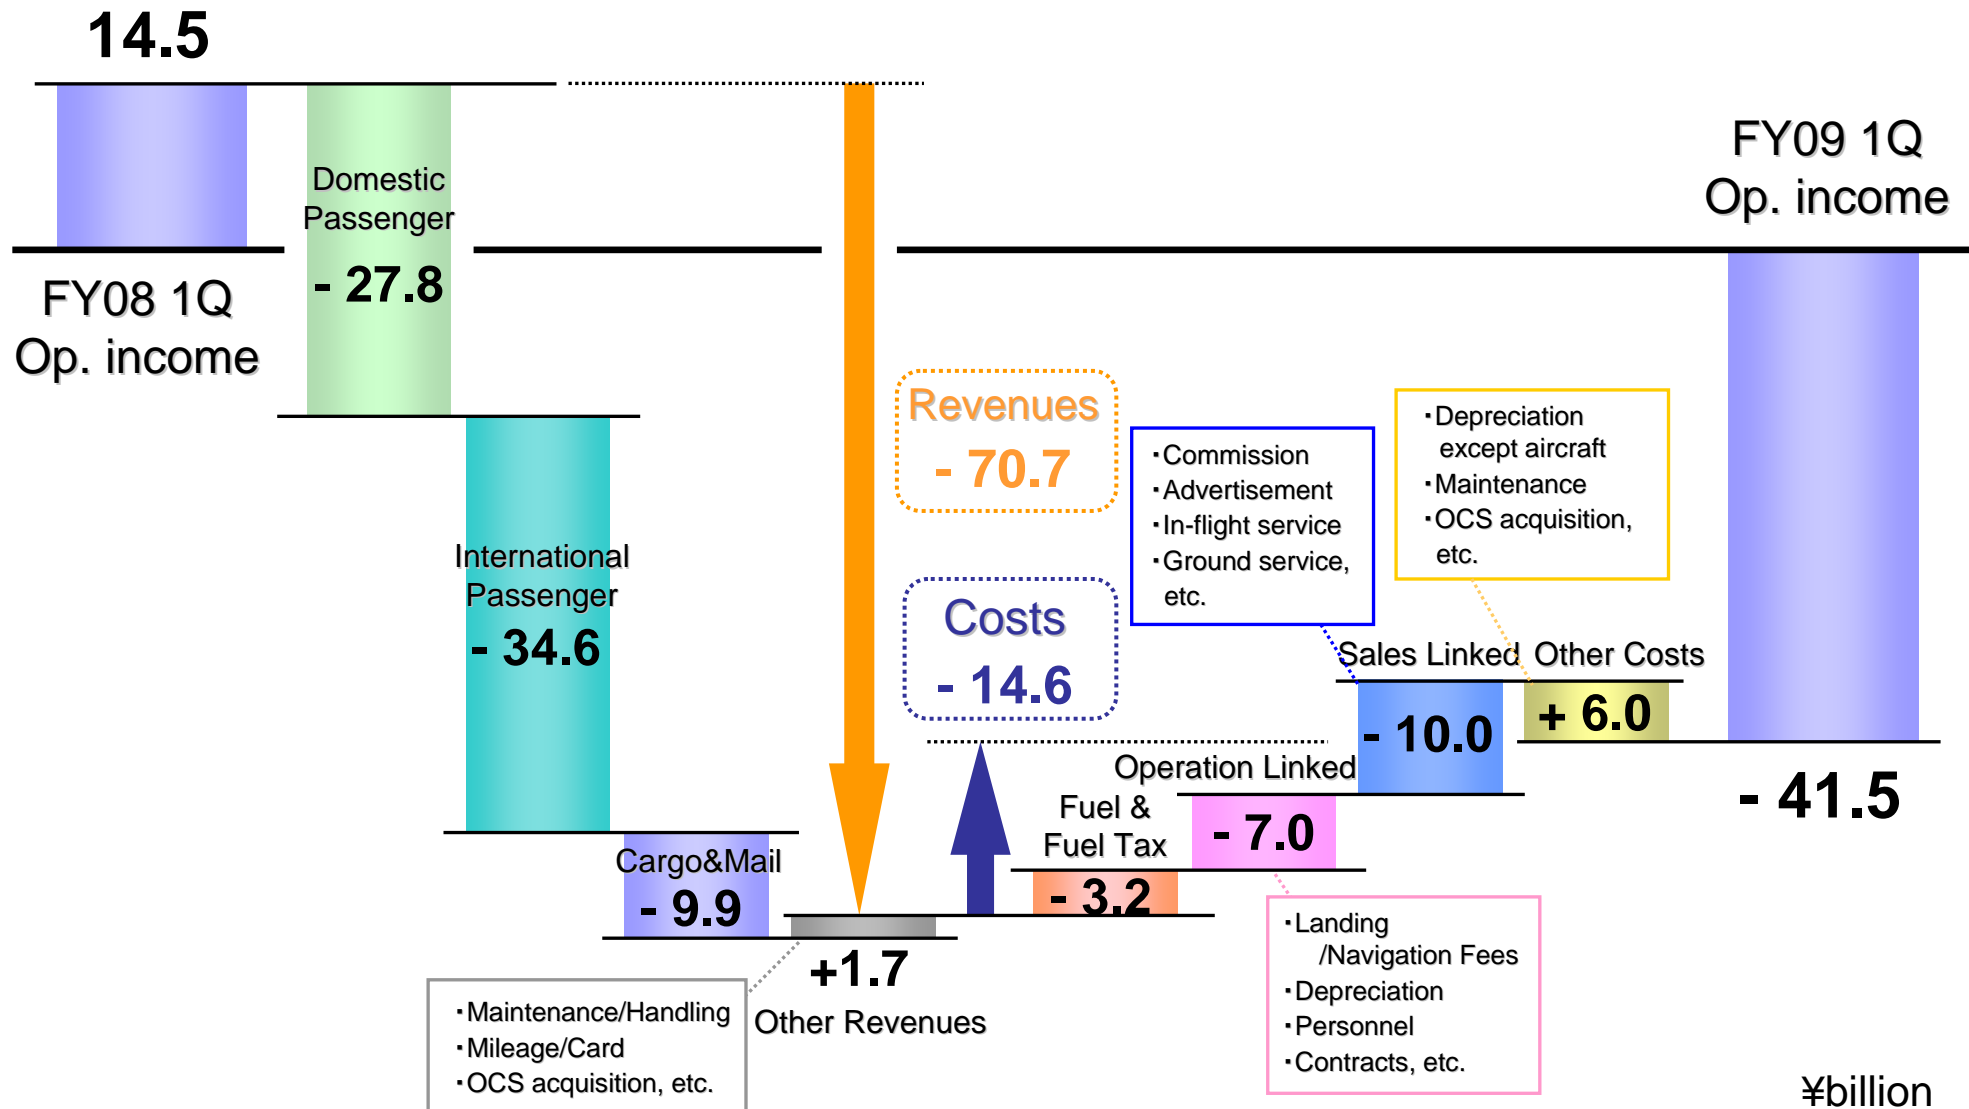 14.5
FY08 1Q
Op. income
Domestic
Passenger
- 27.8
International
Passenger
- 34.6
Cargo&Mail
- 9.9
+1.7
Other Revenues
・Maintenance/Handling
・Mileage/Card
・OCS acquisition, etc.
Revenues
- 70.7
Costs
- 14.6
Fuel &
Fuel Tax
- 3.2
Operation Linked
- 7.0
・Landing
/Navigation Fees
・Depreciation
・Personnel
・Contracts, etc.
・Commission
・Advertisement
・In-flight service
・Ground service,
etc.
Sales Linked
- 10.0
・Depreciation
except aircraft
・Maintenance
・OCS acquisition,
etc.
Other Costs
+ 6.0
FY09 1Q
Op. income
- 41.5
¥billion